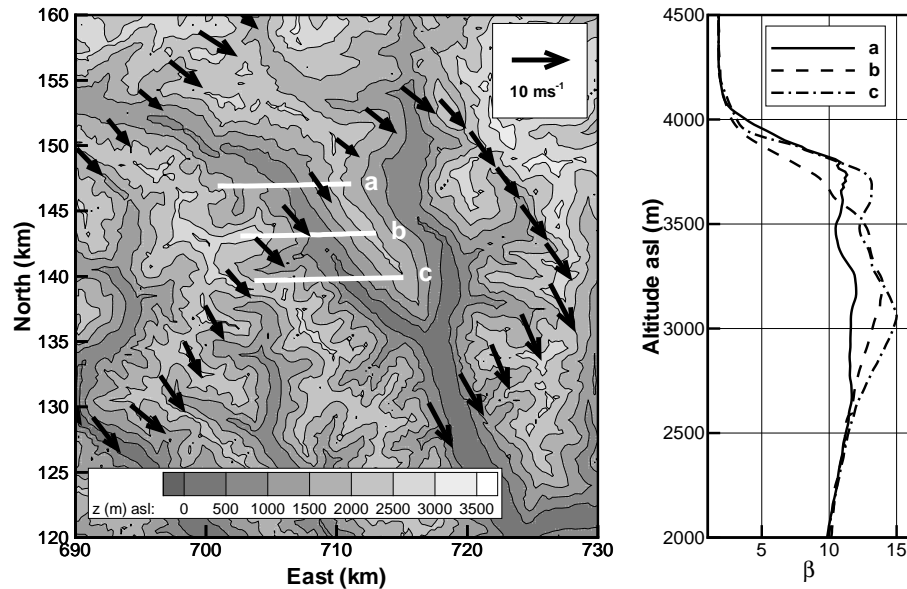 160
155
150
145
140
135
130
125
120
North (km)
10 ms-1
a
b
c
z (m) asl: 0 500 1000 1500 2000 2500 3000 3500
690 700 710 720 730
East (km)
4500
4000
3500
3000
2500
2000
Altitude asl (m)
a
b
c
5 10 15
β